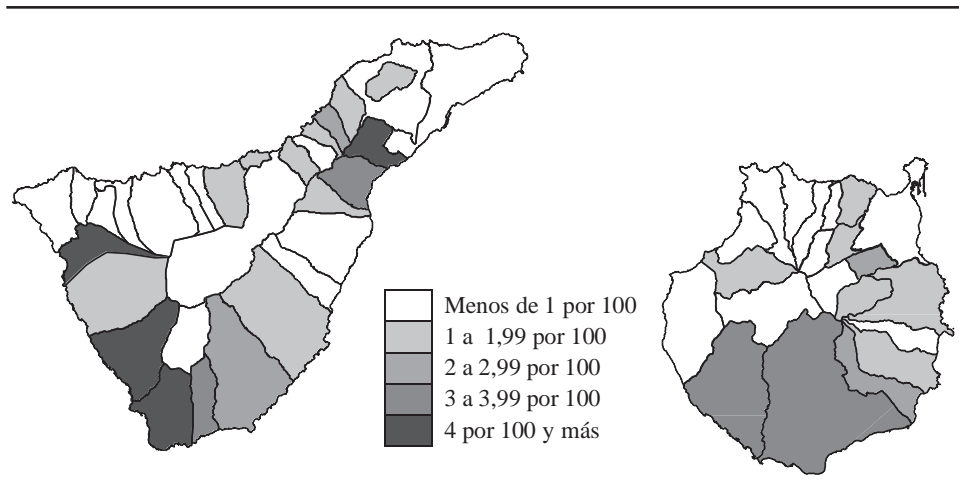 Menos de 1 por 100
1 a 1,99 por 100
2 a 2,99 por 100
3 a 3,99 por 100
4 por 100 y más